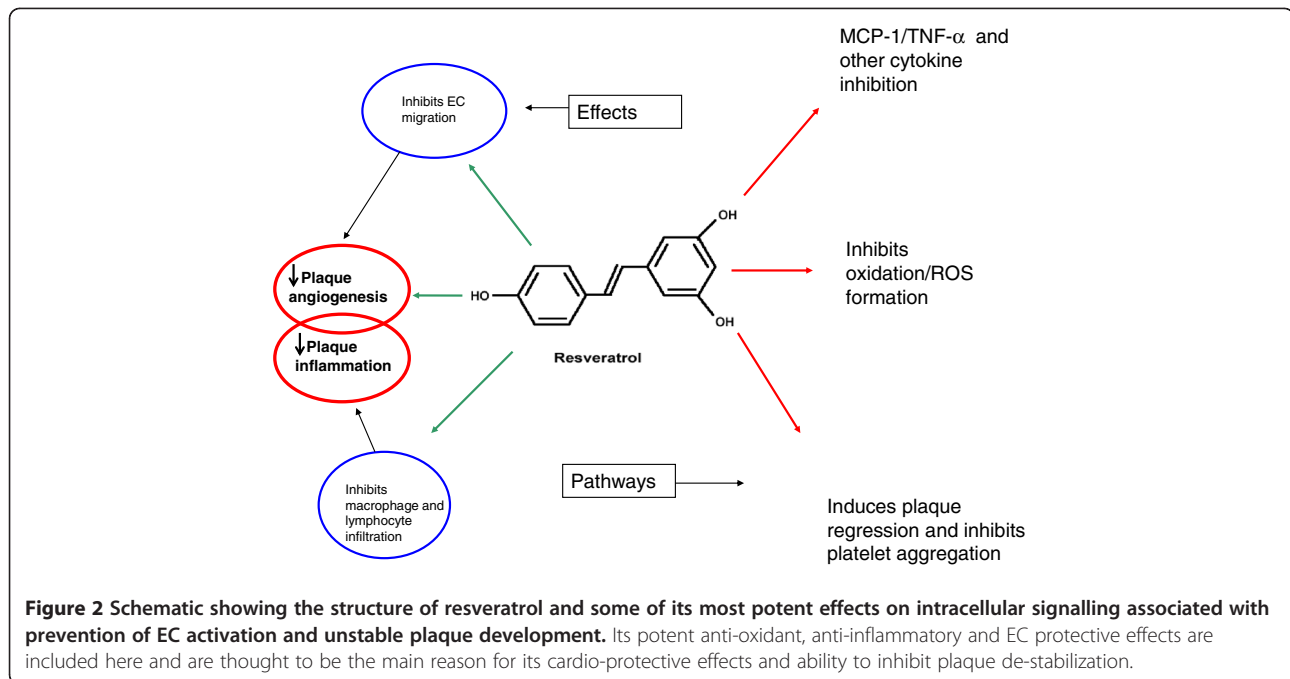 MCP-1/TNF-α and
other cytokine
inhibition
Inhibits EC
migration
Effects
OH
↓Plaque
angiogenesis
Inhibits
oxidation/ROS
formation
HO
↓Plaque
inflammation
OH
Resveratrol
Inhibits
macrophage and
lymphocyte
infiltration
Pathways
Induces plaque
regression and inhibits
platelet aggregation
Figure 2 Schematic showing the structure of resveratrol and some of its most potent effects on intracellular signalling associated with
prevention of EC activation and unstable plaque development. Its potent anti-oxidant, anti-inflammatory and EC protective effects are
included here and are thought to be the main reason for its cardio-protective effects and ability to inhibit plaque de-stabilization.